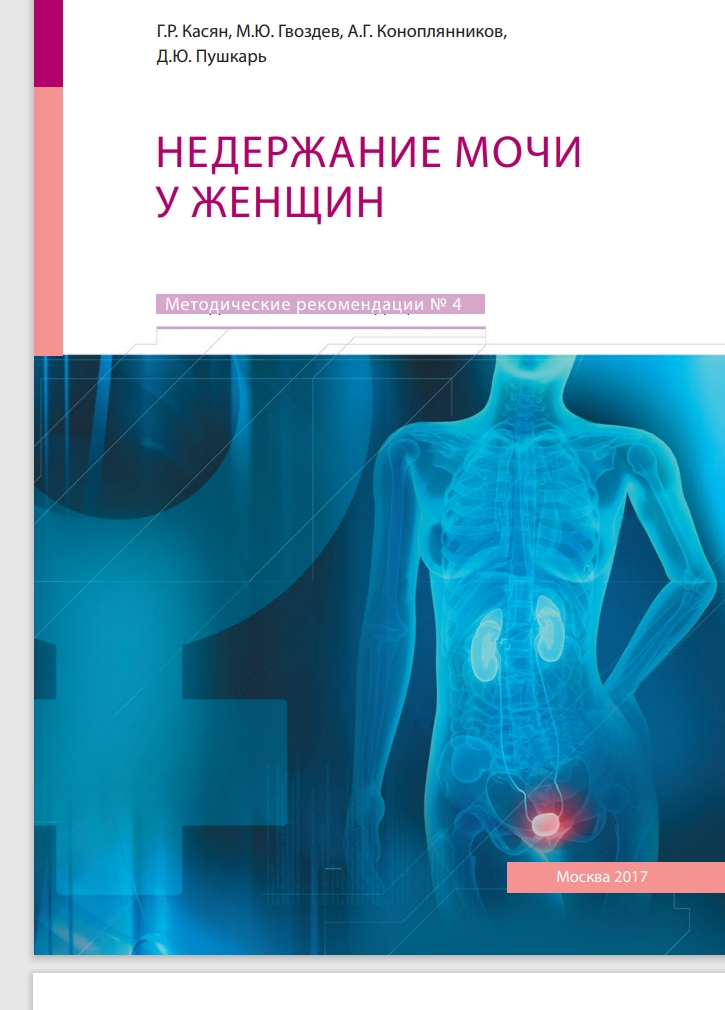 Г.Р. Касян, М.Ю. Гвоздев, А.Г. Коноплянников,
Д.Ю. Пушкарь
НЕДЕРЖАНИЕ МОЧИ
У ЖЕНЩИН
Методические рекомендации № 4
Москва 2017